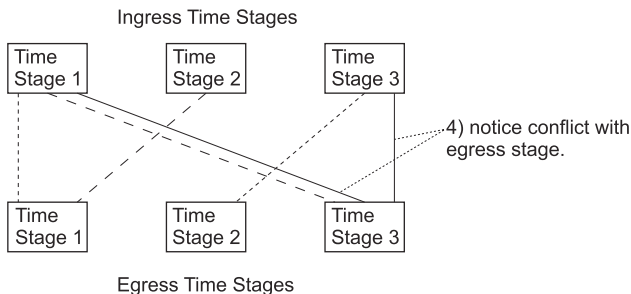 Ingress Time Stages
Time
Stage 1
Time
Stage 2
Time
Stage 3
4) notice conflict with
egress stage.
Time
Stage 1
Time
Stage 2
Time
Stage 3
Egress Time Stages